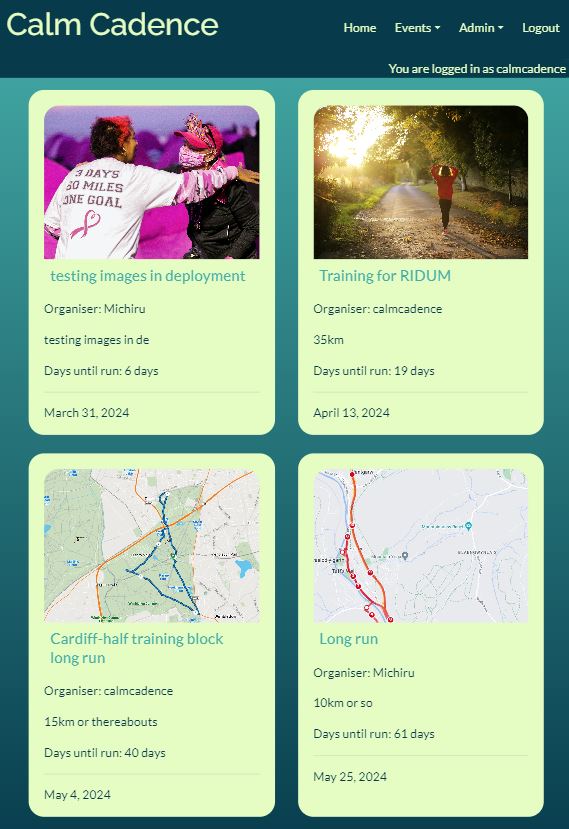 Calm Cadence
Home Events Admin Logout
You are logged in as calmcadence
3 DAYS
60 MILES
ONE GOAL
testing images in deployment
Organiser: Michiru
testing images in de
Days until run: 6 days
March 31, 2024
Training for RIDUM
Organiser: calmcadence
35km
Days until run: 19 days
April 13, 2024
Cardiff-half training block
long run
Organiser: calmcadence
15km or thereabouts
Days until run: 40 days
May 4, 2024
Long run
Organiser: Michiru
10km or so
Days until run: 61 days
May 25, 2024